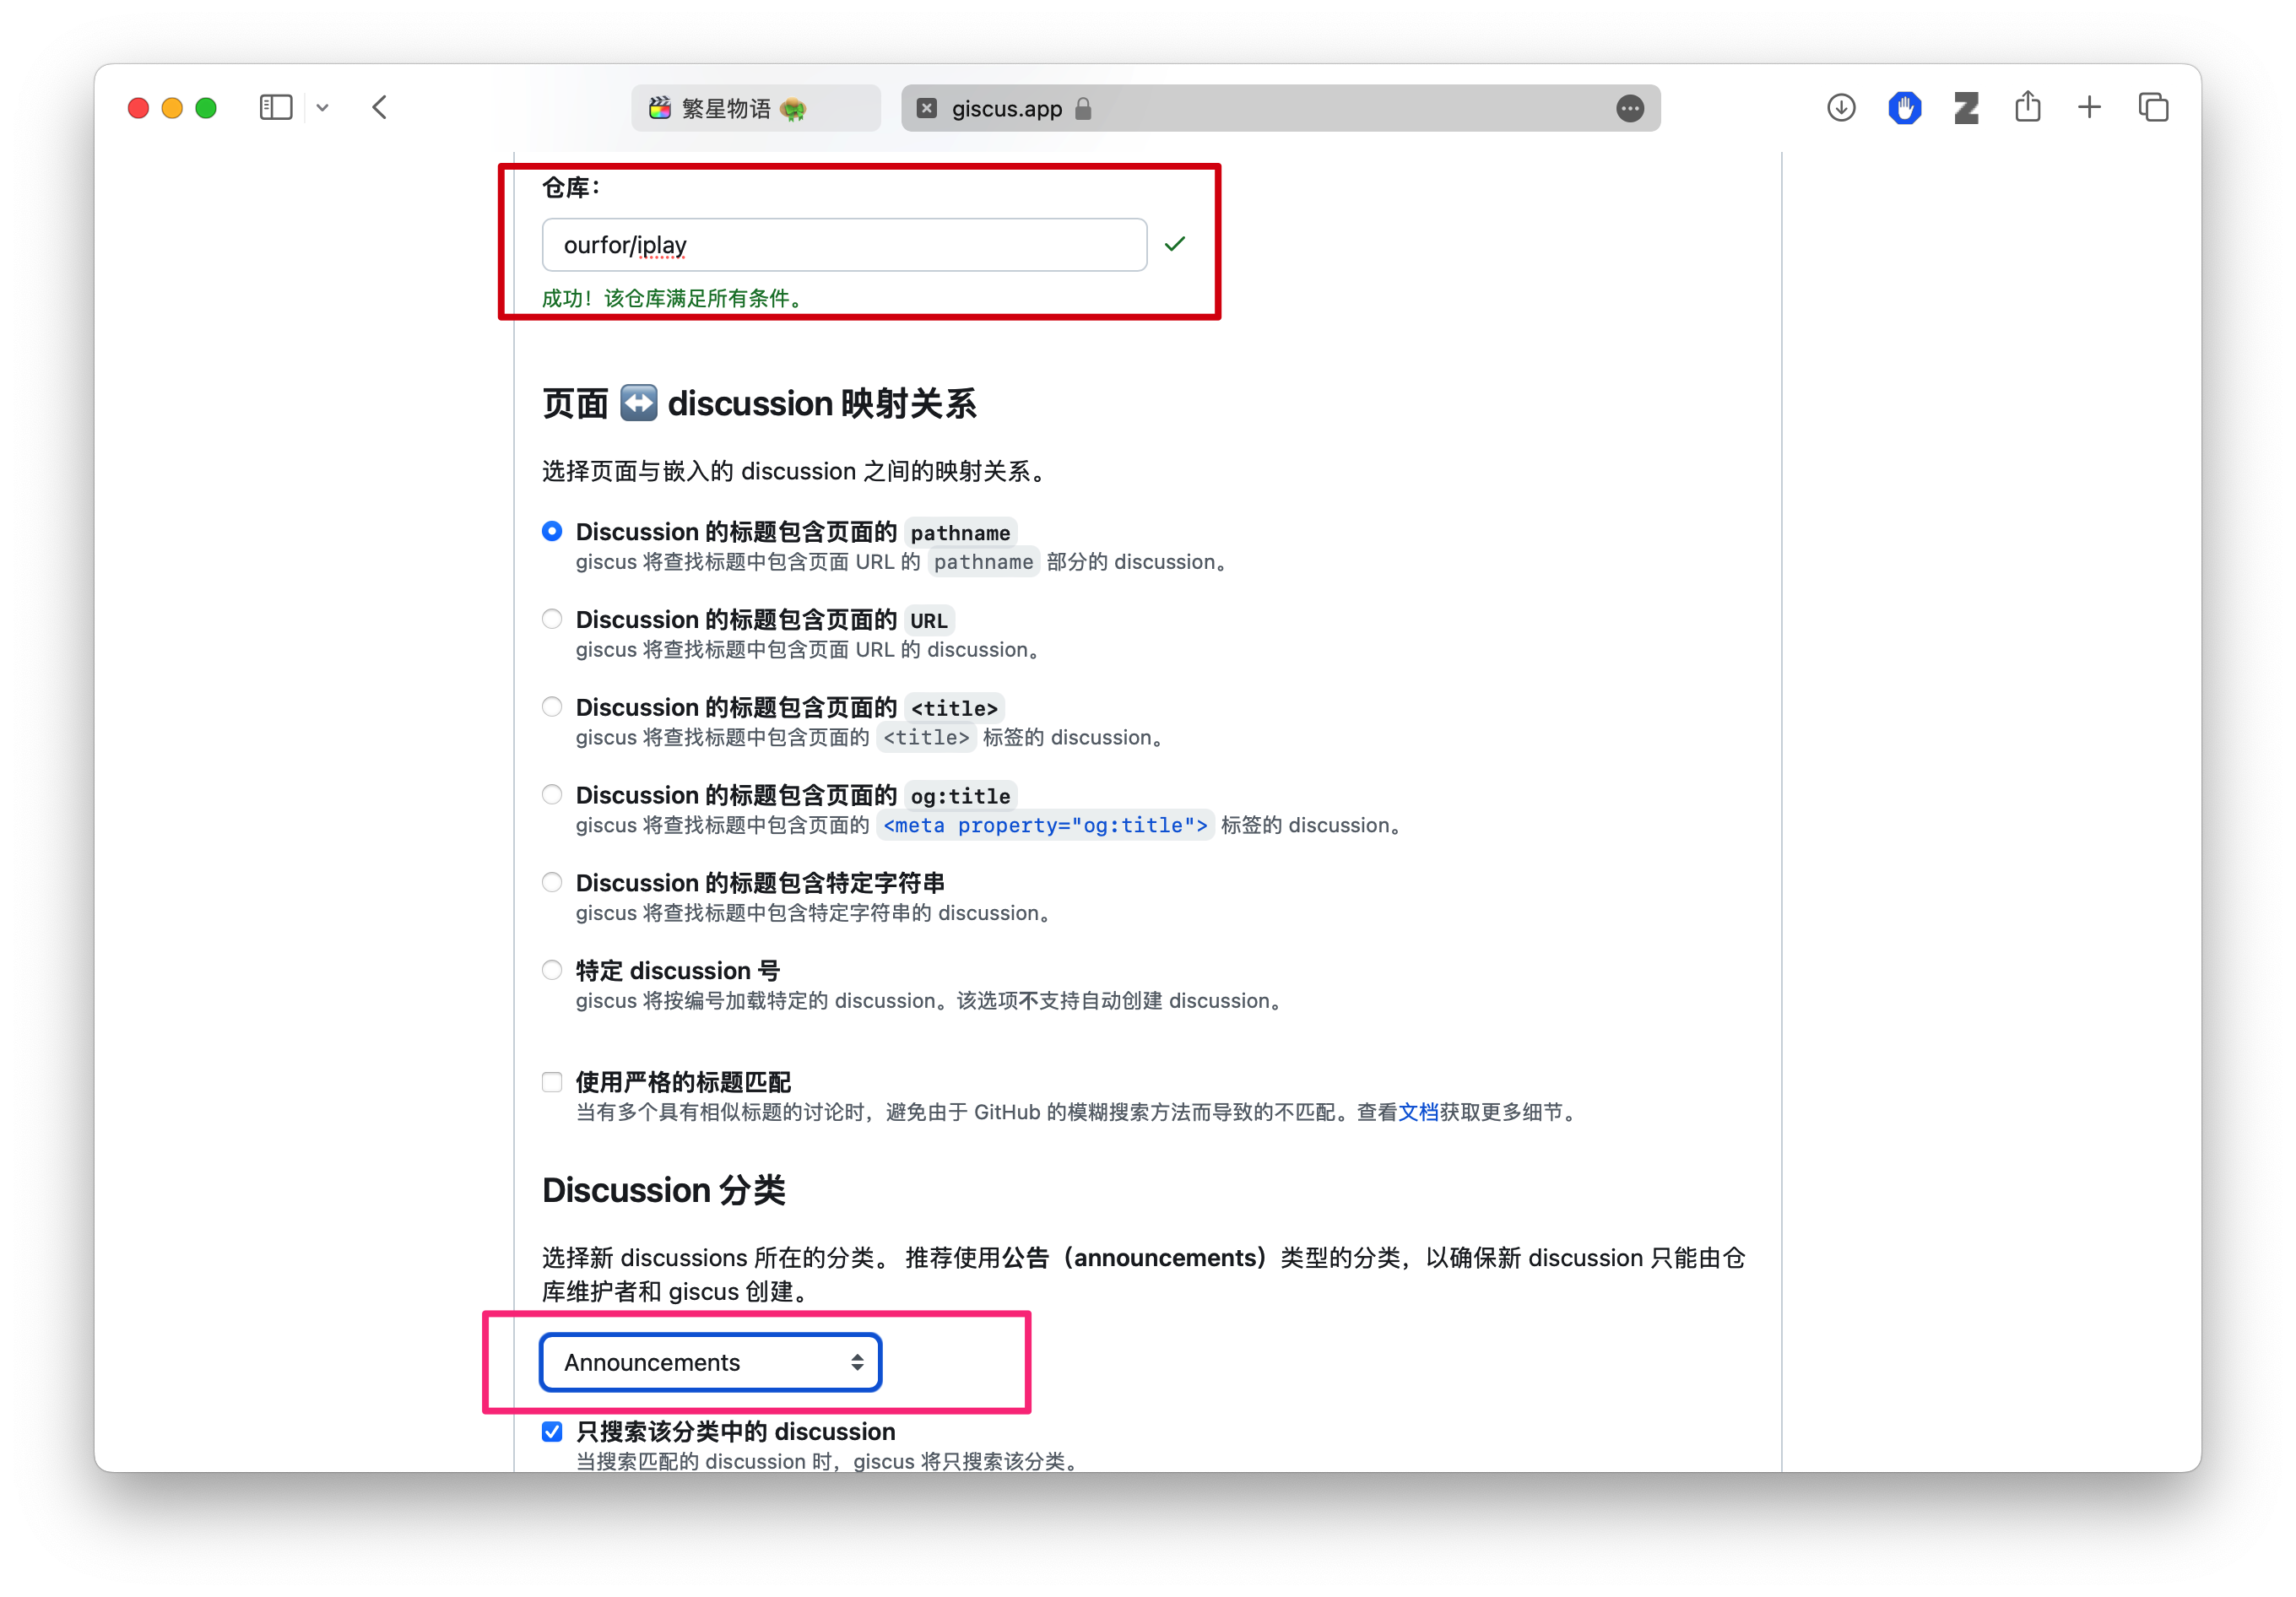 繁星物语
giscus.app
仓库：
ourfor/iplay
成功！该仓库满足所有条件。
页面 ↔️ discussion 映射关系
选择页面与嵌入的 discussion 之间的映射关系。
Discussion 的标题包含页面的 pathname
giscus 将查找标题中包含页面 URL 的 pathname 部分的 discussion。
Discussion 的标题包含页面的 URL
giscus 将查找标题中包含页面 URL 的 discussion。
Discussion 的标题包含页面的 <title>
giscus 将查找标题中包含页面的 <title> 标签的 discussion。
Discussion 的标题包含页面的 og:title
giscus 将查找标题中包含页面的 <meta property="og:title"> 标签的 discussion。
Discussion 的标题包含特定字符串
giscus 将查找标题中包含特定字符串的 discussion。
特定 discussion 号
giscus 将按编号加载特定的 discussion。该选项不支持自动创建 discussion。
使用严格的标题匹配
当有多个具有相似标题的讨论时，避免由于 GitHub 的模糊搜索方法而导致的不匹配。查看文档获取更多细节。
Discussion 分类
选择新 discussions 所在的分类。 推荐使用公告（announcements）类型的分类，以确保新 discussion 只能由仓
库维护者和 giscus 创建。
Announcements
只搜索该分类中的 discussion
当搜索匹配的 discussion 时，giscus 将只搜索该分类。